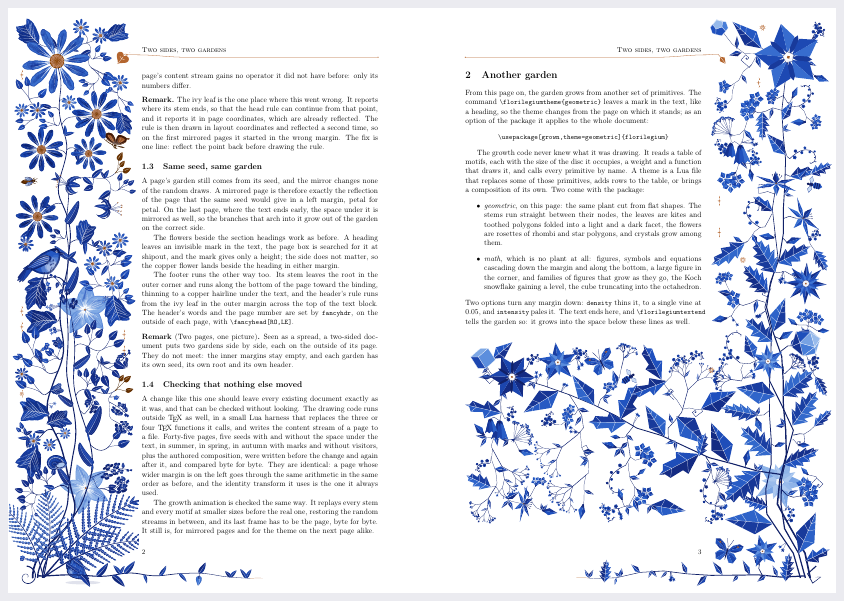 Two sides, two gardens
page's content stream gains no operator it did not have before: only its
numbers differ.
Remark. The ivy leaf is the one place where this went wrong. It reports
where its stem ends, so that the head rule can continue from that point,
and it reports it in page coordinates, which are already reflected. The
rule is then drawn in layout coordinates and reflected a second time, so
on the first mirrored pages it started in the wrong margin. The fix is
one line: reflect the point back before drawing the rule.
1.3 Same seed, same garden
A page's garden still comes from its seed, and the mirror changes none
of the random draws. A mirrored page is therefore exactly the reflection
of the page that the same seed would give in a left margin, petal for
petal. On the last page, where the text ends early, the space under it is
mirrored as well, so the branches that arch into it grow out of the garden
on the correct side.
The flowers beside the section headings work as before. A heading
leaves an invisible mark in the text, the page box is searched for it at
shipout, and the mark gives only a height; the side does not matter, so
the copper flower lands beside the heading in either margin.
The footer runs the other way too. Its stem leaves the root in the
outer corner and runs along the bottom of the page toward the binding,
thinning to a copper hairline under the text, and the header's rule runs
from the ivy leaf in the outer margin across the top of the text block.
The header's words and the page number are set by fancyhdr, on the
outside of each page, with \fancyhead[RO,LE].
Remark (Two pages, one picture). Seen as a spread, a two-sided doc-
ument puts two gardens side by side, each on the outside of its page.
They do not meet: the inner margins stay empty, and each garden has
its own seed, its own root and its own header.
1.4 Checking that nothing else moved
A change like this one should leave every existing document exactly as
it was, and that can be checked without looking. The drawing code runs
outside TEX as well, in a small Lua harness that replaces the three or
four TEX functions it calls, and writes the content stream of a page to
a file. Forty-five pages, five seeds with and without the space under the
text, in summer, in spring, in autumn with marks and without visitors,
plus the authored composition, were written before the change and again
after it, and compared byte for byte. They are identical: a page whose
wider margin is on the left goes through the same arithmetic in the same
order as before, and the identity transform it uses is the one it always
used.
The growth animation is checked the same way. It replays every stem
and every motif at smaller sizes before the real one, restoring the random
streams in between, and its last frame has to be the page, byte for byte.
It still is, for mirrored pages and for the theme on the next page alike.
2
Two sides, two gardens
2 Another garden
From this page on, the garden grows from another set of primitives. The
command \florilegiumtheme{geometric} leaves a mark in the text, like
a heading, so the theme changes from the page on which it stands; as an
option of the package it applies to the whole document:
\usepackage[grown,theme=geometric]{florilegium}
The growth code never knew what it was drawing. It reads a table of
motifs, each with the size of the disc it occupies, a weight and a function
that draws it, and calls every primitive by name. A theme is a Lua file
that replaces some of those primitives, adds rows to the table, or brings
a composition of its own. Two come with the package:
• geometric, on this page: the same plant cut from flat shapes. The
stems run straight between their nodes, the leaves are kites and
toothed polygons folded into a light and a dark facet, the flowers
are rosettes of rhombi and star polygons, and crystals grow among
them.
• math, which is no plant at all: figures, symbols and equations
cascading down the margin and along the bottom, a large figure in
the corner, and families of figures that grow as they go, the Koch
snowflake gaining a level, the cube truncating into the octahedron.
Two options turn any margin down: density thins it, to a single vine at
0.05, and intensity pales it. The text ends here, and \florilegiumtextend
tells the garden so: it grows into the space below these lines as well.
3